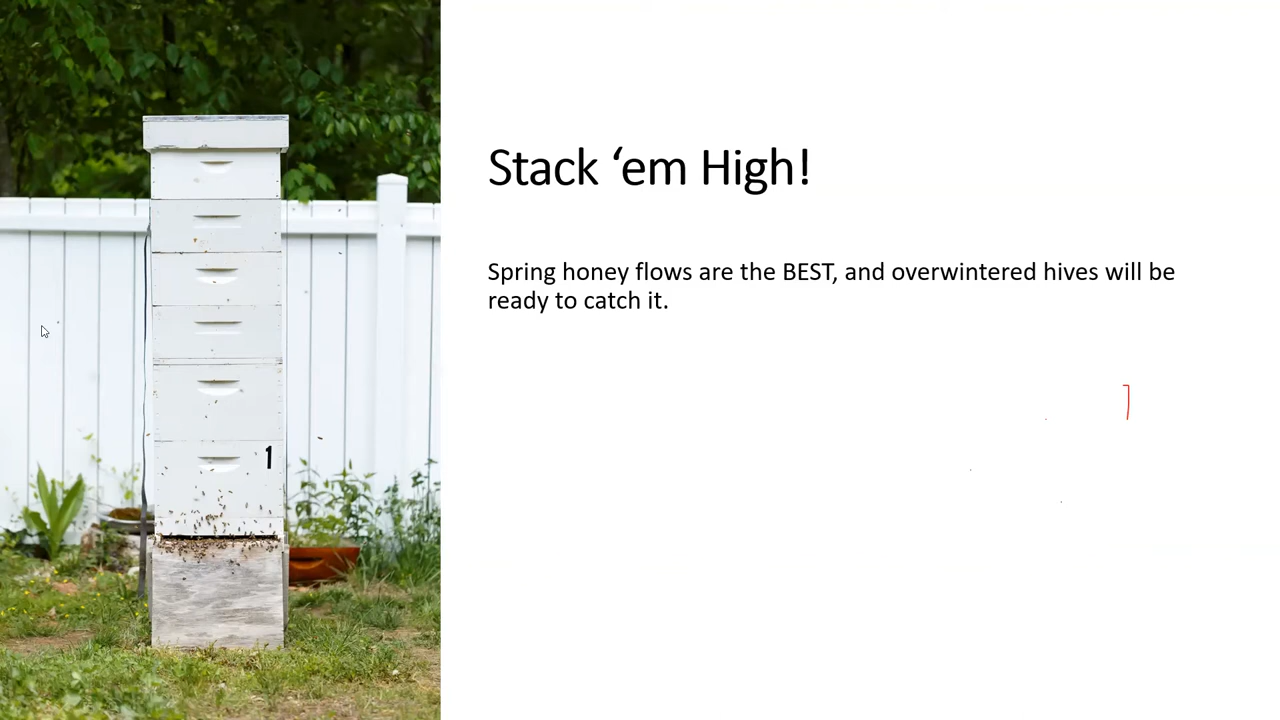 Stack ‘em High!
Spring honey flows are the BEST, and overwintered hives will be
ready to catch it.
1